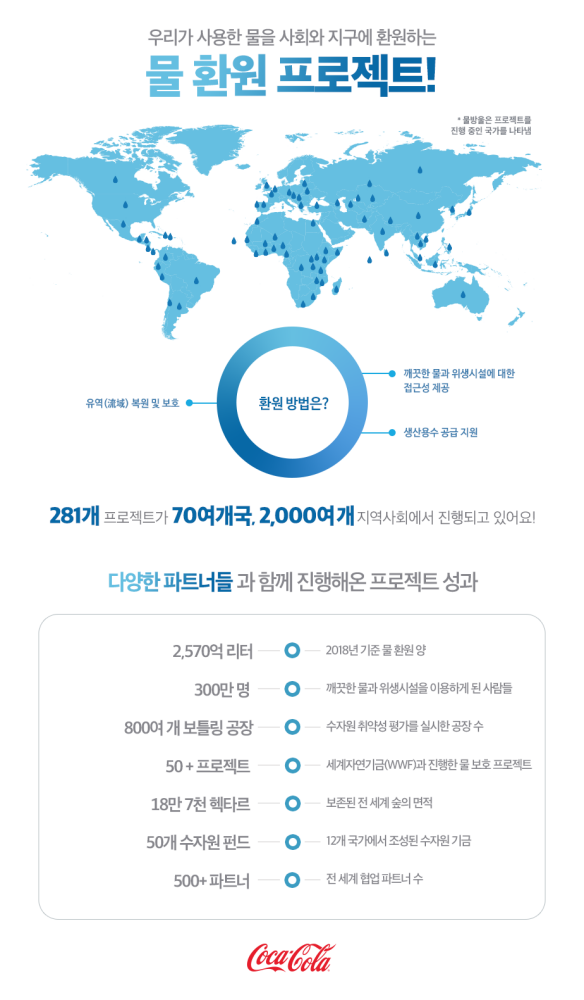 우리가 사용한 물을 사회와 지구에 환원하는
물 환원 프로젝트!
* 물방울은 프로젝트를
진행 중인 국가를 나타냄
깨끗한 물과 위생시설에 대한
접근성 제공
유역(流域) 복원 및 보호
환원 방법은?
생산용수 공급 지원
281개 프로젝트가 70여개국, 2,000여 개 지역사회에서 진행되고 있어요!
다양한 파트너들 과 함께 진행해온 프로젝트 성과
2,570억 리터 2018년 기준 물 환원 양
300만 명 깨끗한 물과 위생시설을 이용하게 된 사람들
800여 개 보틀링 공장 수자원 취약성 평가를 실시한 공장 수
50 + 프로젝트 세계자연기금(WWF)과 진행한 물 보호 프로젝트
18만 7천 헥타르 보존된 전 세계 숲의 면적
50개 수자원 펀드 12개 국가에서 조성된 수자원 기금
500+ 파트너 전 세계 협업 파트너 수
Coca-Cola